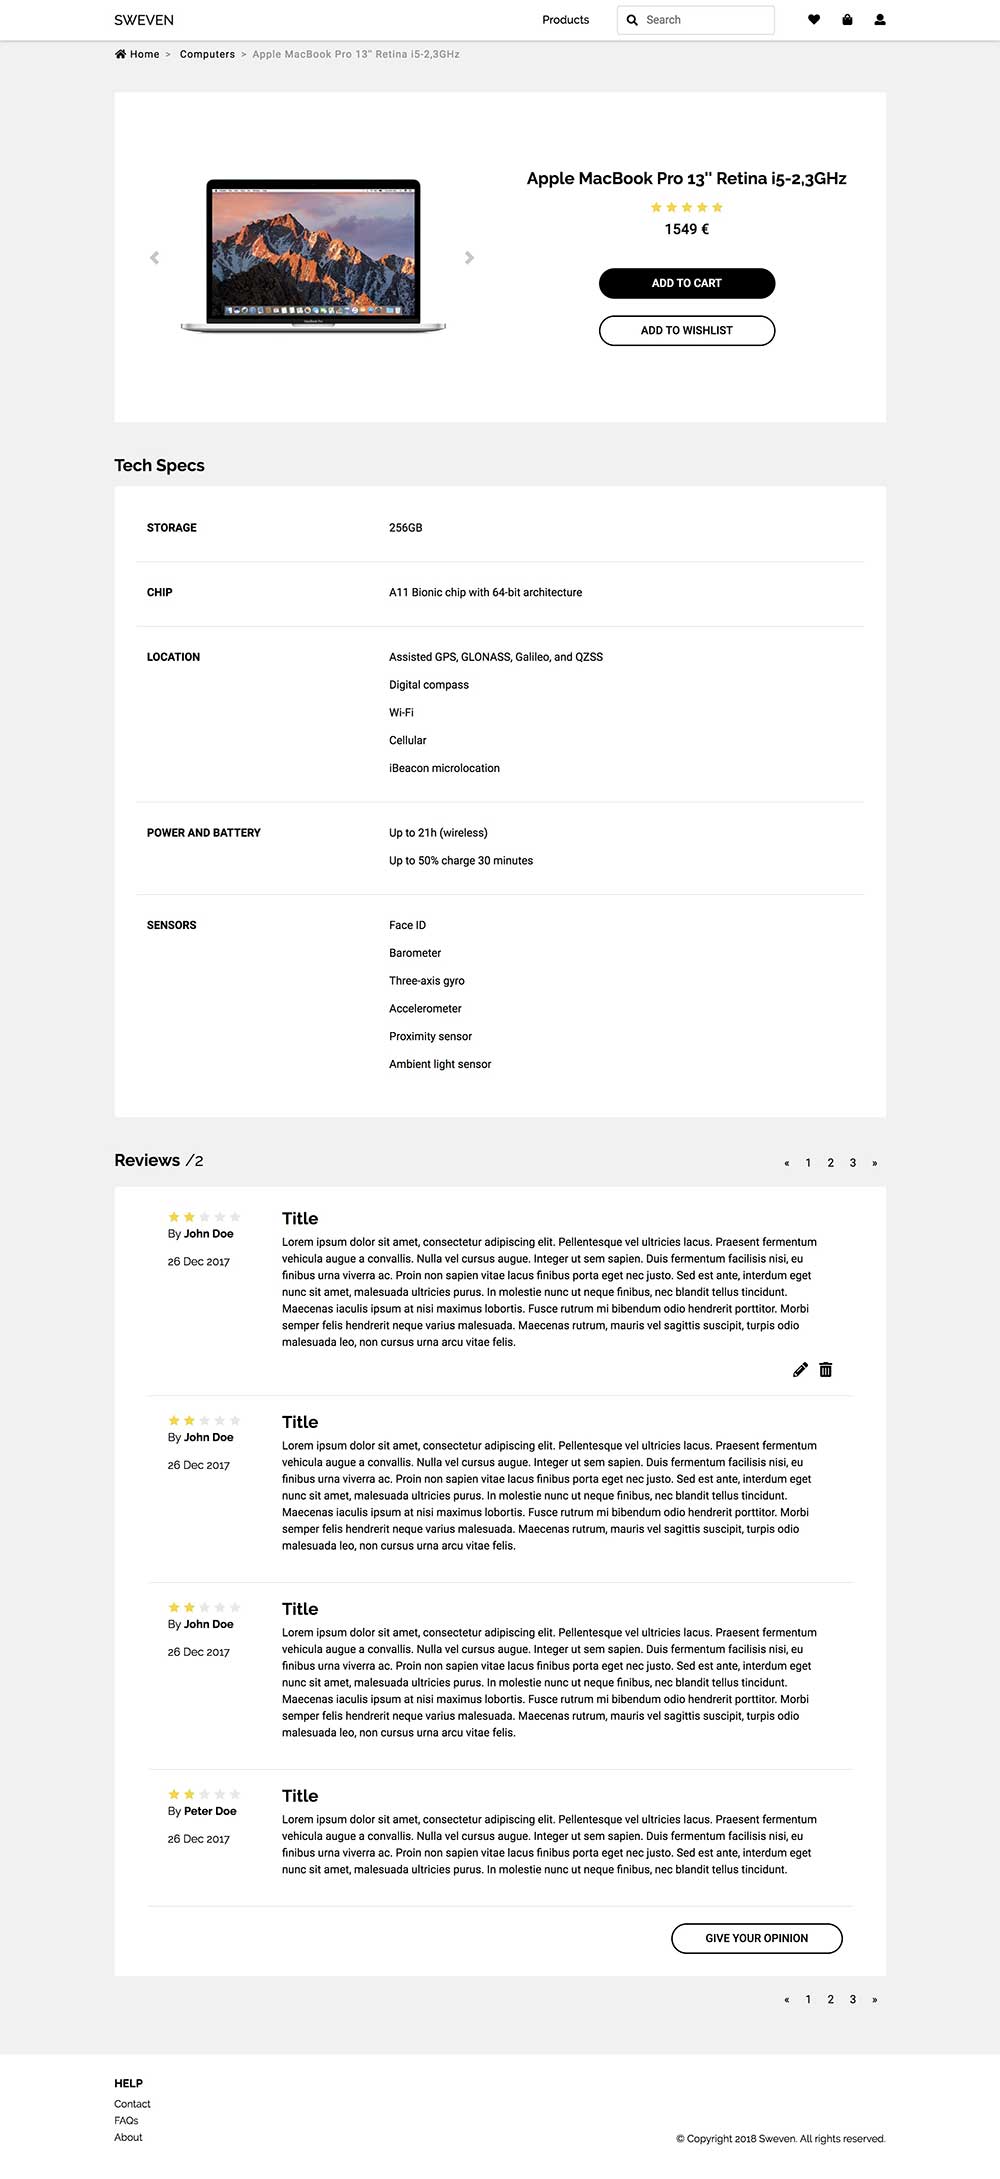 SWEVEN Products Search
Home > Computers > Apple MacBook Pro 13'' Retina i5-2,3GHz
Apple MacBook Pro 13'' Retina i5-2,3GHz
1549 €
ADD TO CART
ADD TO WISHLIST
Tech Specs
STORAGE 256GB
CHIP A11 Bionic chip with 64-bit architecture
LOCATION Assisted GPS, GLONASS, Galileo, and QZSS
Digital compass
Wi-Fi
Cellular
iBeacon microlocation
POWER AND BATTERY Up to 21h (wireless)
Up to 50% charge 30 minutes
SENSORS Face ID
Barometer
Three-axis gyro
Accelerometer
Proximity sensor
Ambient light sensor
Reviews /2 « 1 2 3 »
Title
By John Doe
26 Dec 2017
Lorem ipsum dolor sit amet, consectetur adipiscing elit. Pellentesque vel ultricies lacus. Praesent fermentum
vehicula augue a convallis. Nulla vel cursus augue. Integer ut sem sapien. Duis fermentum facilisis nisi, eu
finibus urna viverra ac. Proin non sapien vitae lacus finibus porta eget nec justo. Sed est ante, interdum eget
nunc sit amet, malesuada ultricies purus. In molestie nunc ut neque finibus, nec blandit tellus tincidunt.
Maecenas iaculis ipsum at nisi maximus lobortis. Fusce rutrum mi bibendum odio hendrerit porttitor. Morbi
semper felis hendrerit neque varius malesuada. Maecenas rutrum, mauris vel sagittis suscipit, turpis odio
malesuada leo, non cursus urna arcu vitae felis.
Title
By John Doe
26 Dec 2017
Lorem ipsum dolor sit amet, consectetur adipiscing elit. Pellentesque vel ultricies lacus. Praesent fermentum
vehicula augue a convallis. Nulla vel cursus augue. Integer ut sem sapien. Duis fermentum facilisis nisi, eu
finibus urna viverra ac. Proin non sapien vitae lacus finibus porta eget nec justo. Sed est ante, interdum eget
nunc sit amet, malesuada ultricies purus. In molestie nunc ut neque finibus, nec blandit tellus tincidunt.
Maecenas iaculis ipsum at nisi maximus lobortis. Fusce rutrum mi bibendum odio hendrerit porttitor. Morbi
semper felis hendrerit neque varius malesuada. Maecenas rutrum, mauris vel sagittis suscipit, turpis odio
malesuada leo, non cursus urna arcu vitae felis.
Title
By John Doe
26 Dec 2017
Lorem ipsum dolor sit amet, consectetur adipiscing elit. Pellentesque vel ultricies lacus. Praesent fermentum
vehicula augue a convallis. Nulla vel cursus augue. Integer ut sem sapien. Duis fermentum facilisis nisi, eu
finibus urna viverra ac. Proin non sapien vitae lacus finibus porta eget nec justo. Sed est ante, interdum eget
nunc sit amet, malesuada ultricies purus. In molestie nunc ut neque finibus, nec blandit tellus tincidunt.
Maecenas iaculis ipsum at nisi maximus lobortis. Fusce rutrum mi bibendum odio hendrerit porttitor. Morbi
semper felis hendrerit neque varius malesuada. Maecenas rutrum, mauris vel sagittis suscipit, turpis odio
malesuada leo, non cursus urna arcu vitae felis.
Title
By Peter Doe
26 Dec 2017
Lorem ipsum dolor sit amet, consectetur adipiscing elit. Pellentesque vel ultricies lacus. Praesent fermentum
vehicula augue a convallis. Nulla vel cursus augue. Integer ut sem sapien. Duis fermentum facilisis nisi, eu
finibus urna viverra ac. Proin non sapien vitae lacus finibus porta eget nec justo. Sed est ante, interdum eget
nunc sit amet, malesuada ultricies purus. In molestie nunc ut neque finibus, nec blandit tellus tincidunt.
GIVE YOUR OPINION
« 1 2 3 »
HELP
Contact
FAQs
About
© Copyright 2018 Sweven. All rights reserved.